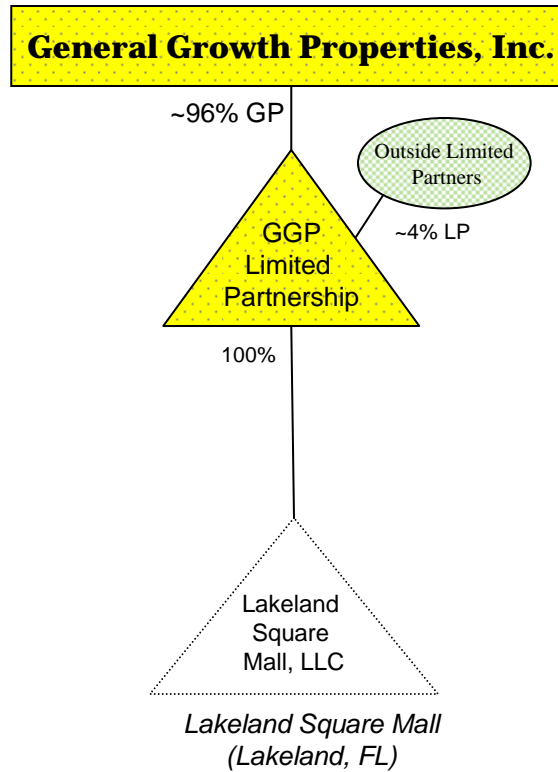 General Growth Properties, Inc.
~96% GP
Outside Limited
Partners
~4% LP
GGP
Limited
Partnership
100%
Lakeland
Square
Mall, LLC
Lakeland Square Mall
(Lakeland, FL)